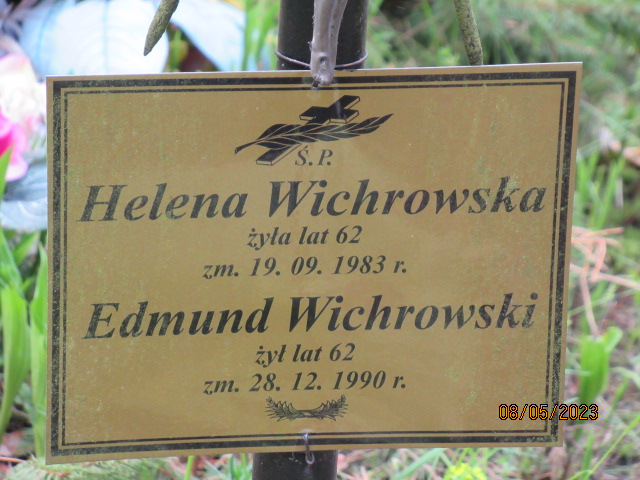 Ś.P.
Helena Wichrowska
żyła lat 62
zm. 19. 09. 1983 r.
Edmund Wichrowski
żył lat 62
zm. 28. 12. 1990 r.
08/05/2023